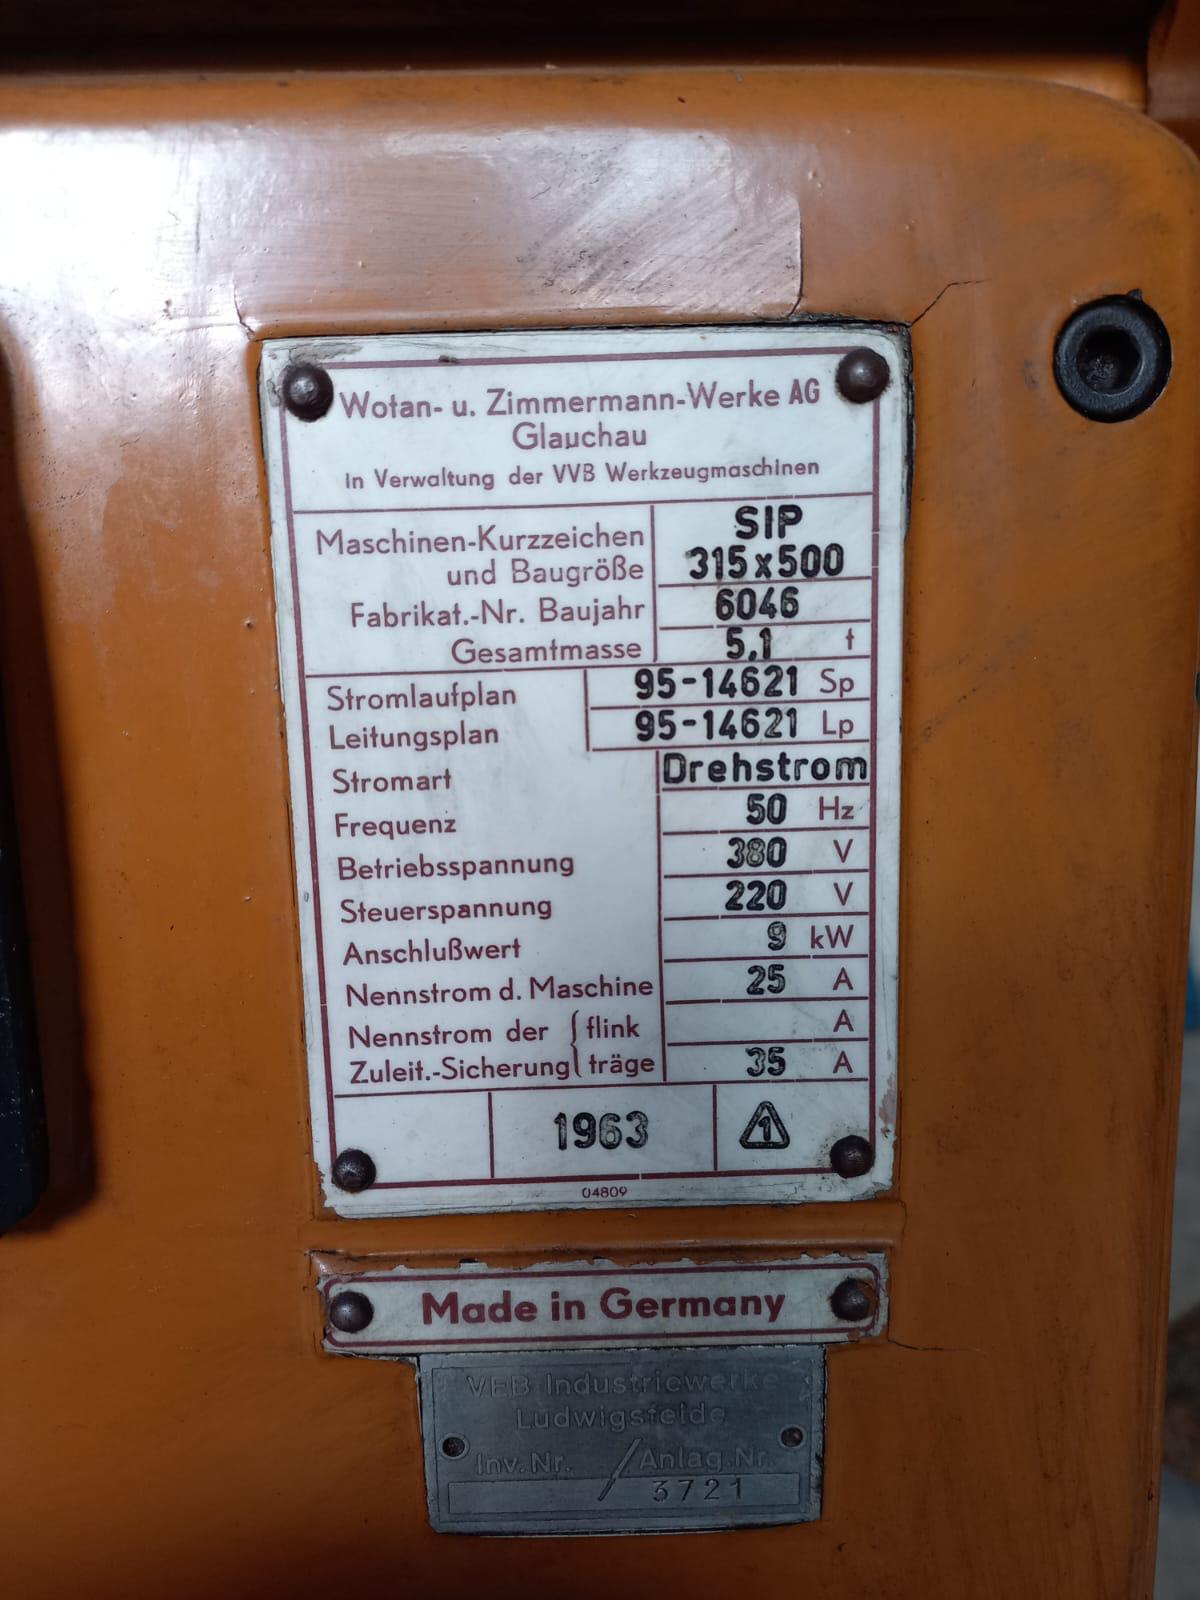 Wotan- u. Zimmermann-Werke AG
Glauchau
in Verwaltung der VVB Werkzeugmaschinen
Maschinen-Kurzzeichen und Baugröße SIP 315x500
Fabrikat.-Nr. Baujahr 6046
Gesamtmasse 5,1 t
Stromlaufplan 95-14621 Sp
Leitungsplan 95-14621 Lp
Stromart Drehstrom
Frequenz 50 Hz
Betriebsspannung 380 V
Steuerspannung 220 V
Anschlußwert 9 kW
Nennstrom d. Maschine 25 A
Nennstrom der Zuleit.-Sicherung { flink A
träge 35 A
1963 1
04809
Made in Germany
VEB Industriewerke
Ludwigsfelde
Inv.Nr. / Anlag.Nr.
3721